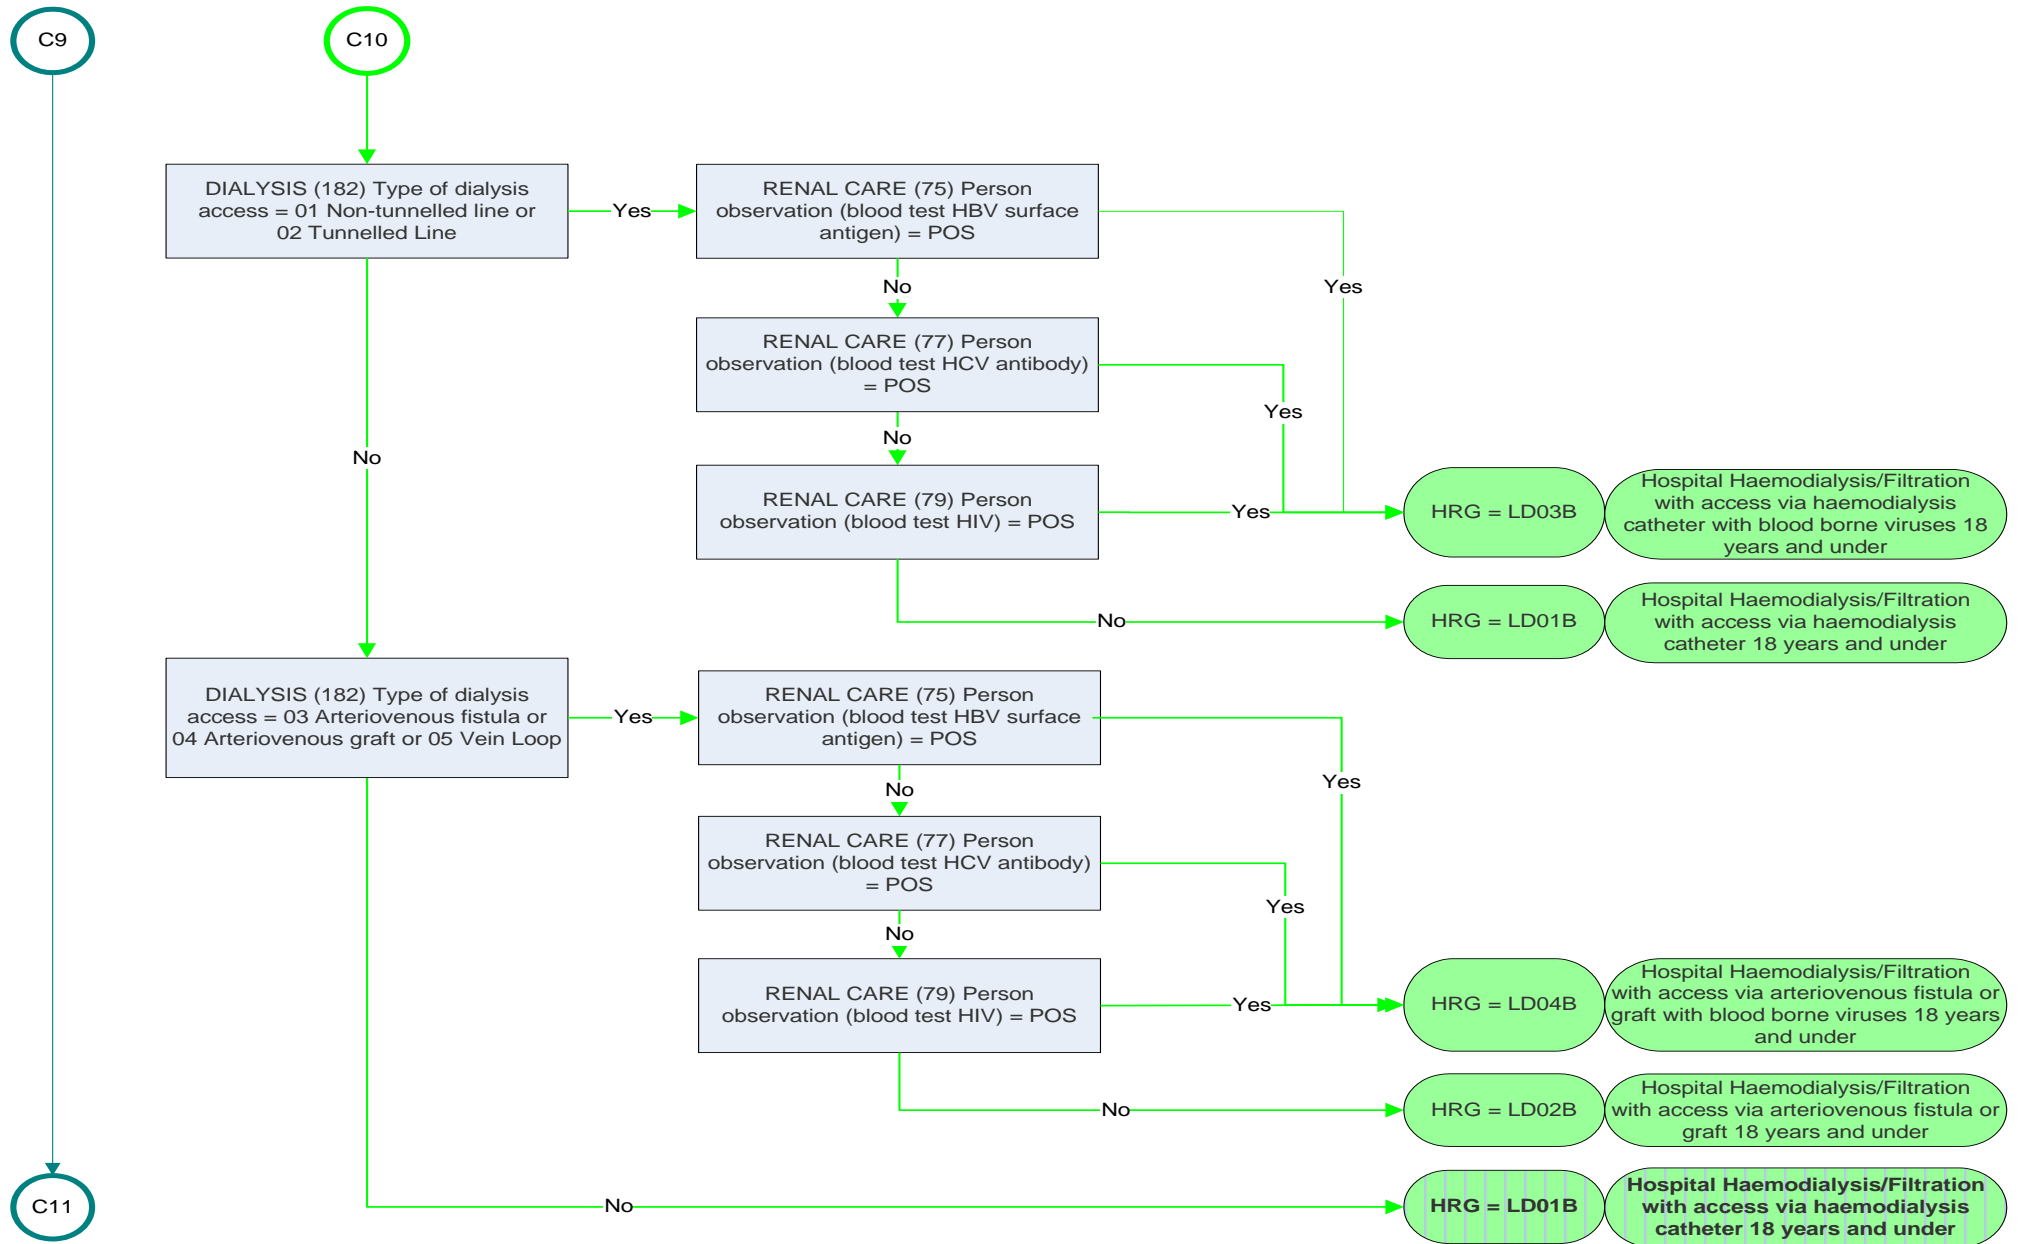 C9
C10
DIALYSIS (182) Type of dialysis
access = 01 Non-tunnelled line or
02 Tunnelled Line
Yes
RENAL CARE (75) Person
observation (blood test HBV surface
antigen) = POS
Yes
No
RENAL CARE (77) Person
observation (blood test HCV antibody)
= POS
Yes
No
No
RENAL CARE (79) Person
observation (blood test HIV) = POS
Yes
HRG = LD03B
Hospital Haemodialysis/Filtration
with access via haemodialysis
catheter with blood borne viruses 18
years and under
No
HRG = LD01B
Hospital Haemodialysis/Filtration
with access via haemodialysis
catheter 18 years and under
DIALYSIS (182) Type of dialysis
access = 03 Arteriovenous fistula or
04 Arteriovenous graft or 05 Vein Loop
Yes
RENAL CARE (75) Person
observation (blood test HBV surface
antigen) = POS
Yes
No
RENAL CARE (77) Person
observation (blood test HCV antibody)
= POS
Yes
No
RENAL CARE (79) Person
observation (blood test HIV) = POS
Yes
HRG = LD04B
Hospital Haemodialysis/Filtration
with access via arteriovenous fistula or
graft with blood borne viruses 18 years
and under
No
HRG = LD02B
Hospital Haemodialysis/Filtration
with access via arteriovenous fistula or
graft 18 years and under
C11
No
HRG = LD01B
Hospital Haemodialysis/Filtration
with access via haemodialysis
catheter 18 years and under